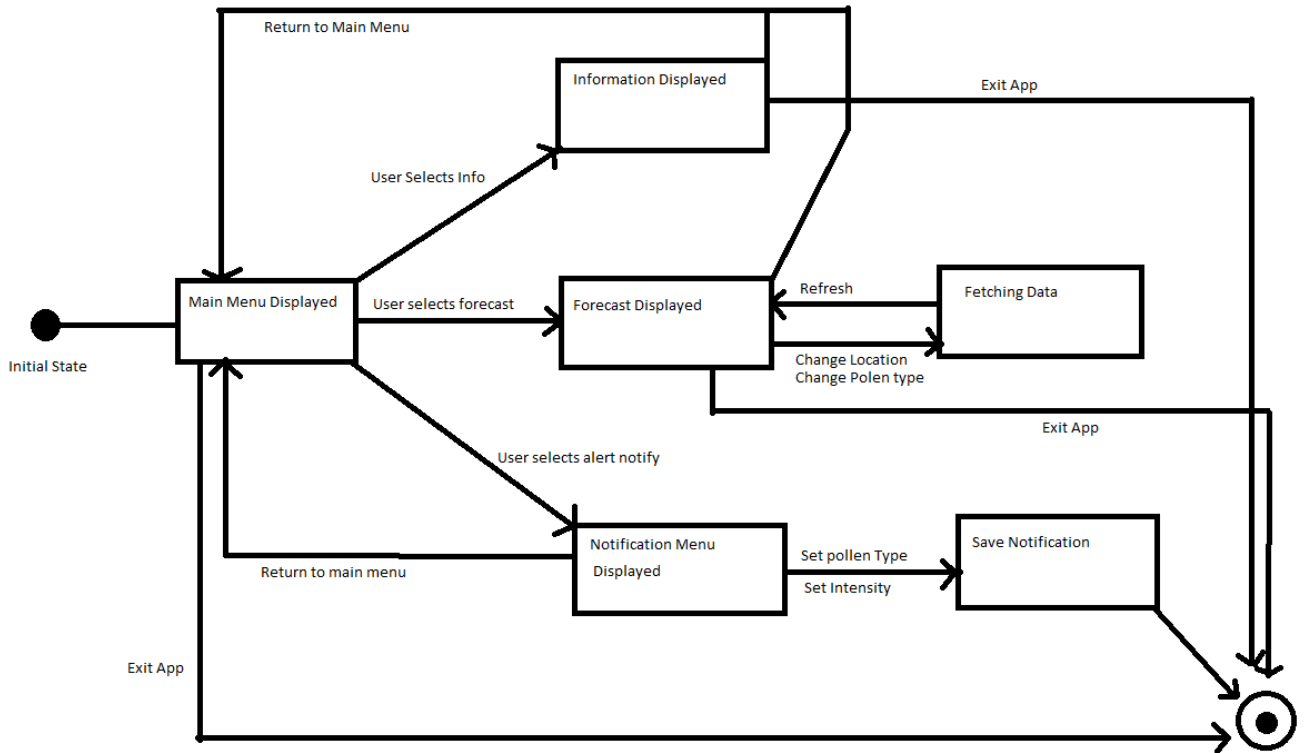 Return to Main Menu
Information Displayed
Exit App
User Selects Info
Main Menu Displayed
User selects forecast
Forecast Displayed
Refresh
Fetching Data
Initial State
Change Location
Change Polen type
Exit App
User selects alert notify
Notification Menu
Displayed
Save Notification
Set pollen Type
Set Intensity
Return to main menu
Exit App